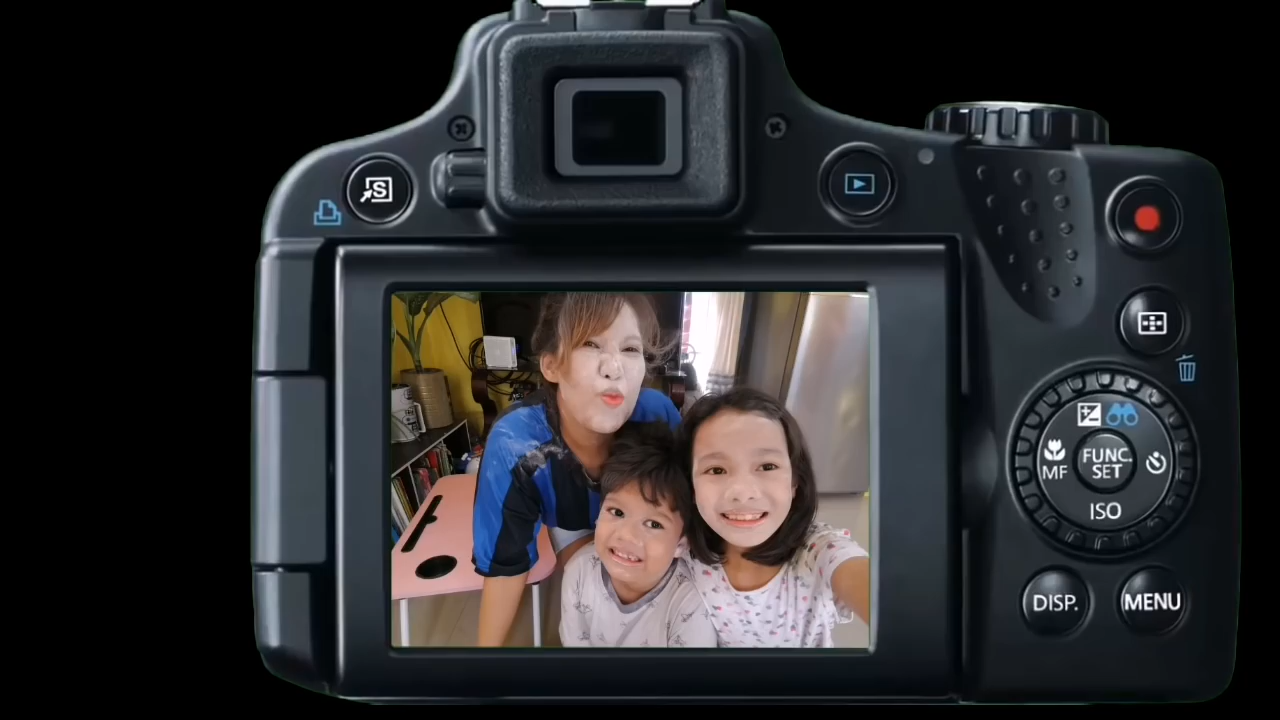 S
MF
FUNC.
SET
ISO
DISP.
MENU